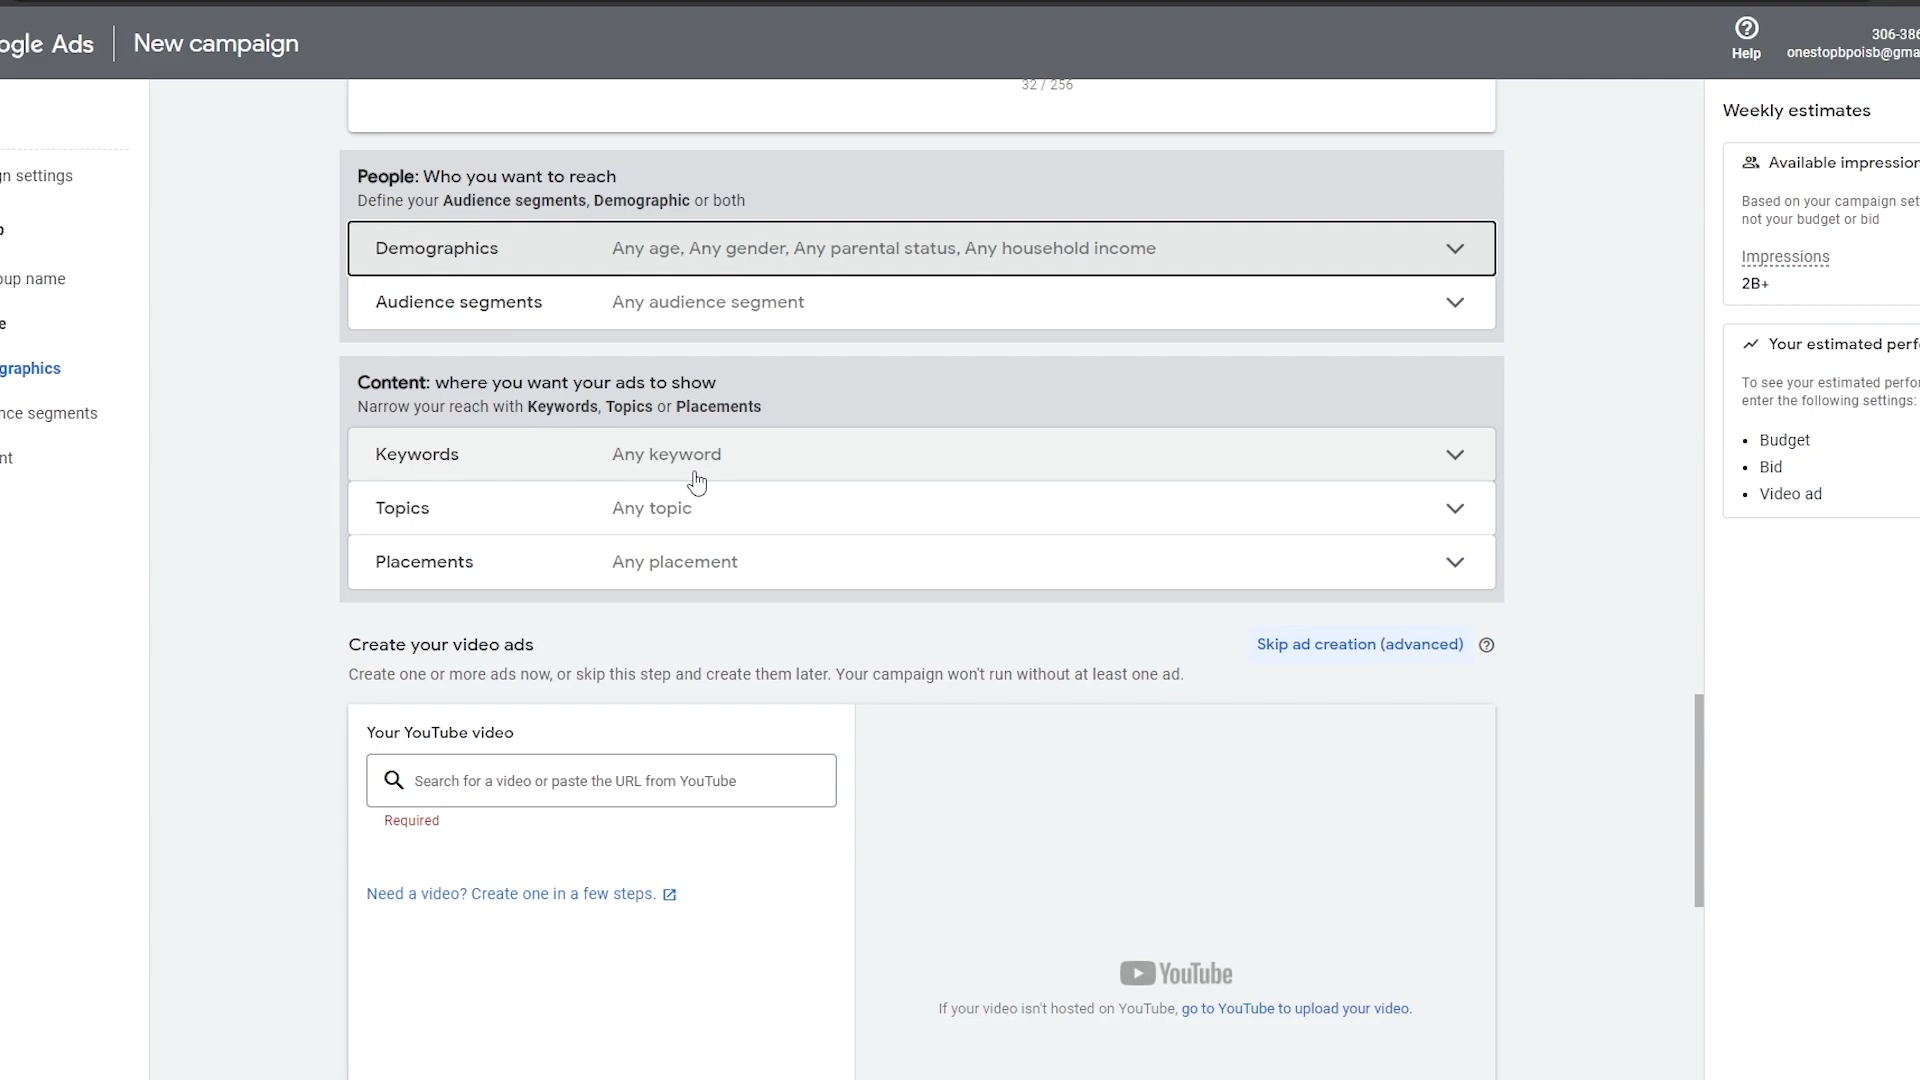 ogle Ads
New campaign
Help
306-386
onestopbpoisb@gma
32 / 256
n settings
oup name
e
graphics
nce segments
nt
People: Who you want to reach
Define your Audience segments, Demographic or both
Demographics Any age, Any gender, Any parental status, Any household income
Audience segments Any audience segment
Content: where you want your ads to show
Narrow your reach with Keywords, Topics or Placements
Keywords Any keyword
Topics Any topic
Placements Any placement
Create your video ads
Skip ad creation (advanced)
Create one or more ads now, or skip this step and create them later. Your campaign won't run without at least one ad.
Your YouTube video
Search for a video or paste the URL from YouTube
Required
Need a video? Create one in a few steps.
YouTube
If your video isn't hosted on YouTube, go to YouTube to upload your video.
Weekly estimates
Available impression
Based on your campaign set
not your budget or bid
Impressions
2B+
Your estimated perfo
To see your estimated perfor
enter the following settings:
• Budget
• Bid
• Video ad